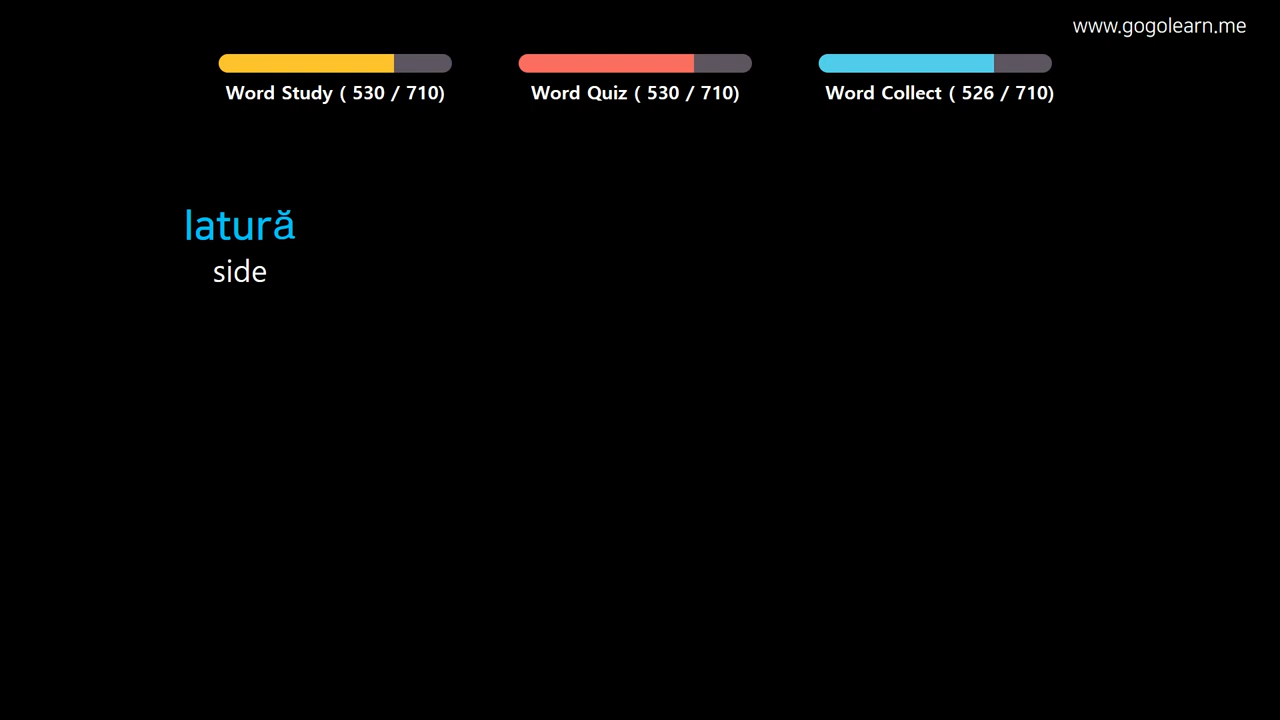 www.gogolearn.me
Word Study ( 530 / 710)
Word Quiz ( 530 / 710)
Word Collect ( 526 / 710)
latură
side